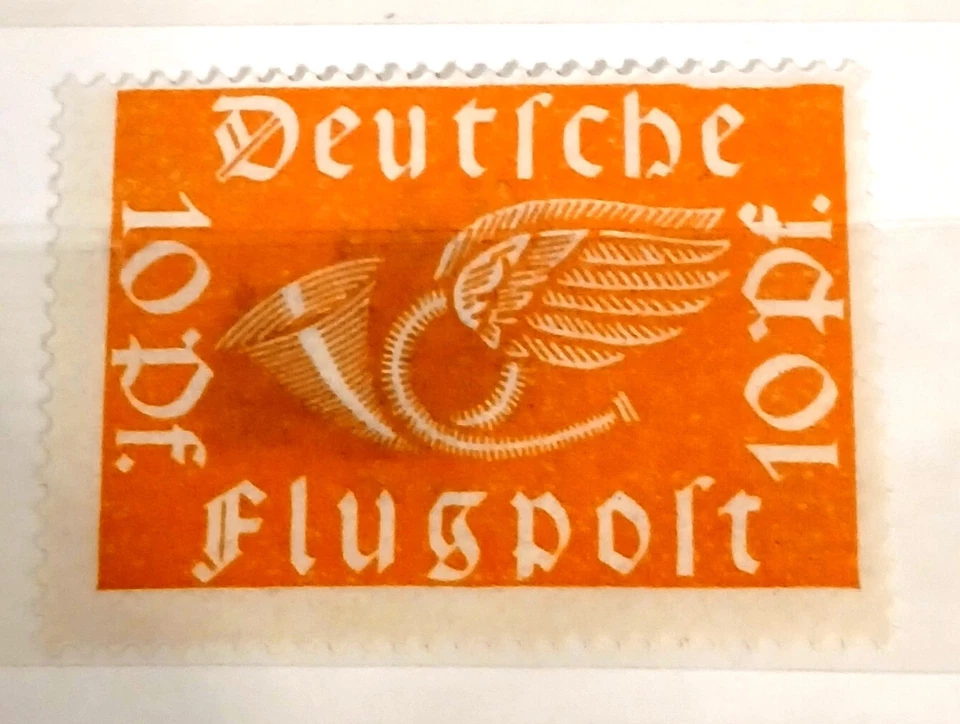 Deutſche
10 Pf.
10 Pf.
Flugpoſt